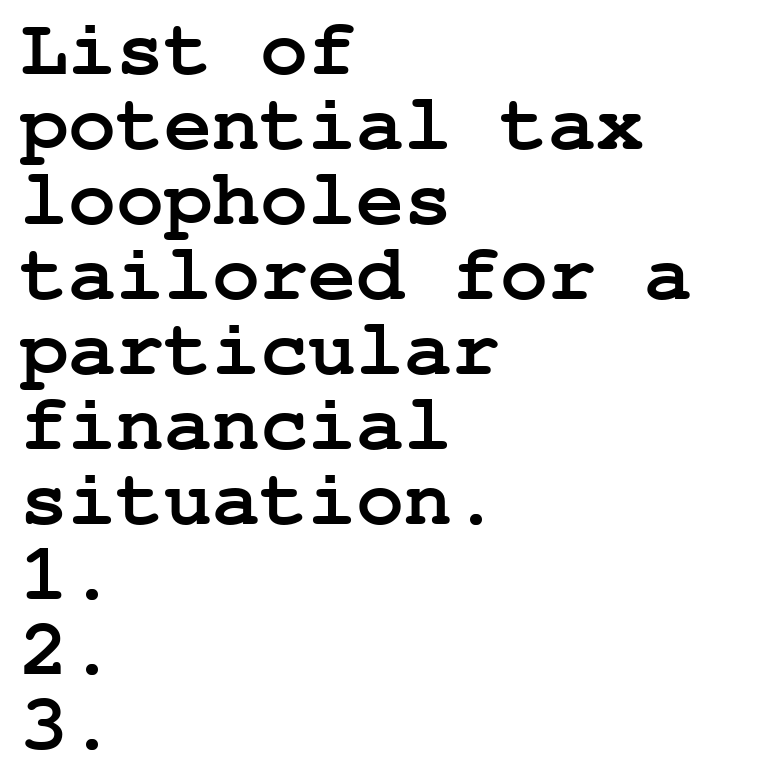 List of
potential tax
loopholes
tailored for a
particular
financial
situation.
1.
2.
3.